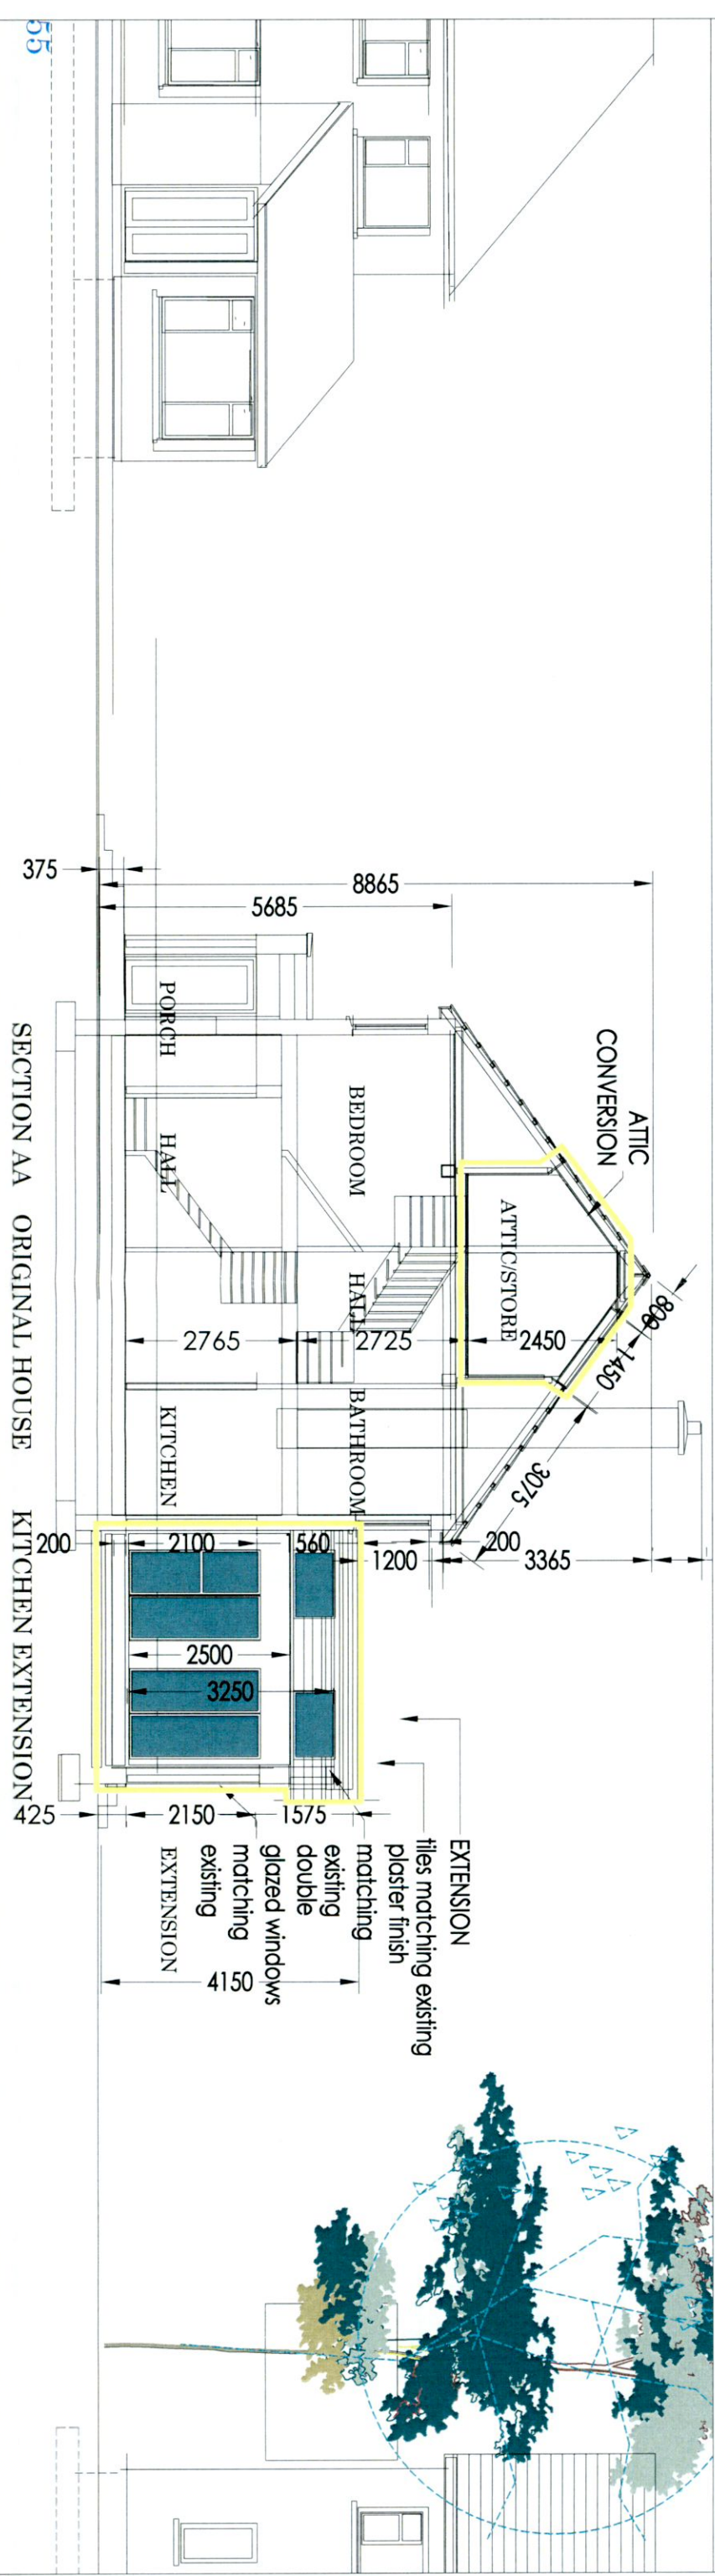 55
375
8865
5685
ATTIC
CONVERSION
ATTIC/STORE
800
1450
3075
2450
BEDROOM
HALL
2725
BATHROOM
200
3365
1200
PORCH
HALL
2765
KITCHEN
200
2100
1560
2500
3250
425
2150
1575
4150
EXTENSION
tiles matching existing
plaster finish
matching
existing
double
glazed windows
matching
existing
EXTENSION
SECTION AA ORIGINAL HOUSE KITCHEN EXTENSION